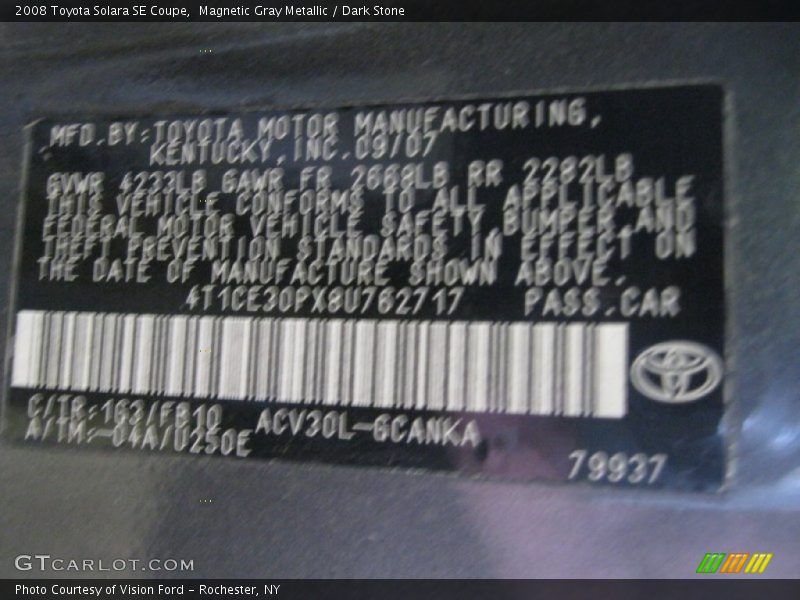 2008 Toyota Solara SE Coupe,  Magnetic Gray Metallic / Dark Stone
MFD.BY:TOYOTA MOTOR MANUFACTURING,
KENTUCKY,INC.09/07
GVWR 4233LB GAWR FR 2668LB RR 2282LB
THIS VEHICLE CONFORMS TO ALL APPLICABLE
FEDERAL MOTOR VEHICLE SAFETY,BUMPER,AND
THEFT PREVENTION STANDARDS IN EFFECT ON
THE DATE OF MANUFACTURE SHOWN ABOVE.
4T1CE30PX8U762717 PASS.CAR
C/TR:1G3/FB10 ACV30L-GCANKA
A/TM:-04A/U250E
79937
GTCARLOT.COM
Photo Courtesy of Vision Ford - Rochester, NY